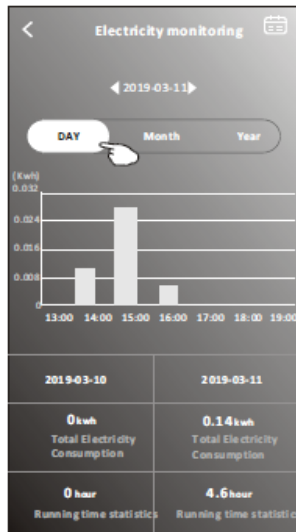 Electricity monitoring
2019-03-11
DAY Month Year
(Kwh)
0.032
0.024
0.016
0.008
0
13:00 14:00 15:00 16:00 17:00 18:00 19:00
2019-03-10 2019-03-11
0kwh 0.14kwh
Total Electricity Total Electricity
Consumption Consumption
0hour 4.6hour
Running time statistics Running time statistic